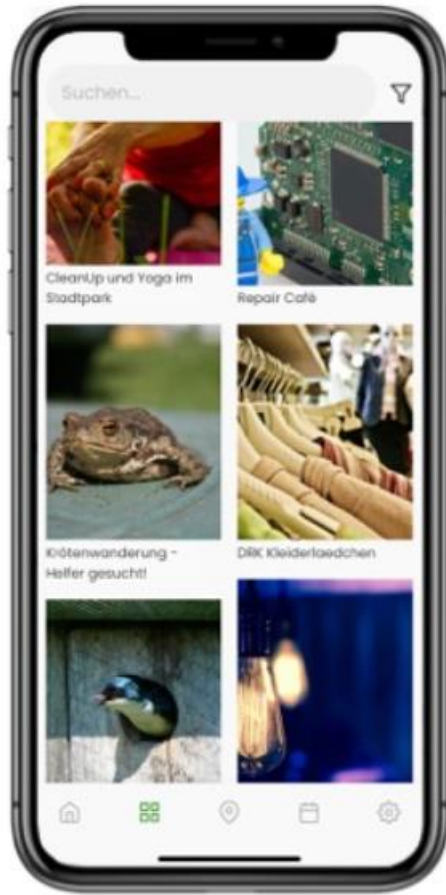 Suchen...
CleanUp und Yoga im
Stadtpark
Repair Café
Krötenwanderung -
Helfer gesucht!
DRK Kleiderlaedchen